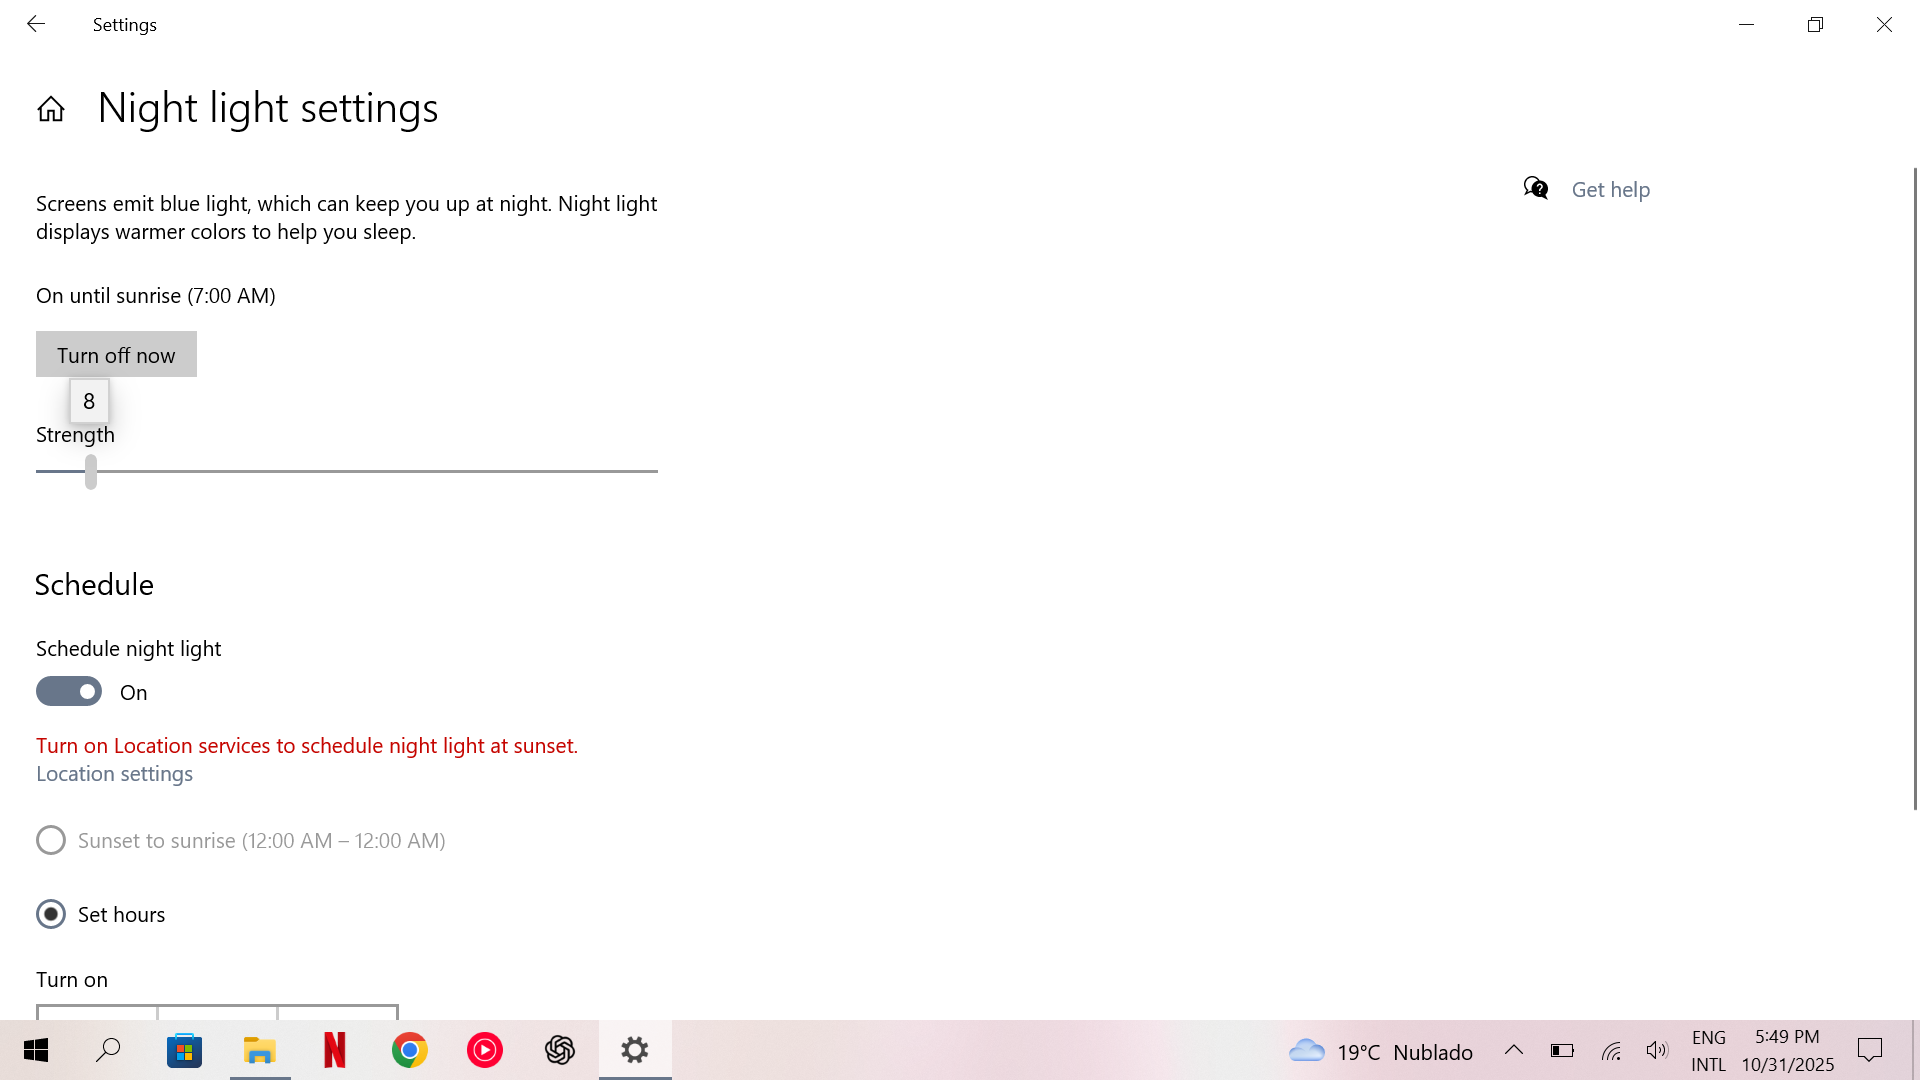 Settings
Night light settings
Screens emit blue light, which can keep you up at night. Night light
displays warmer colors to help you sleep.
Get help
On until sunrise (7:00 AM)
Turn off now
8
Strength
Schedule
Schedule night light
On
Turn on Location services to schedule night light at sunset.
Location settings
Sunset to sunrise (12:00 AM – 12:00 AM)
Set hours
Turn on
19°C Nublado
ENG
INTL
5:49 PM
10/31/2025